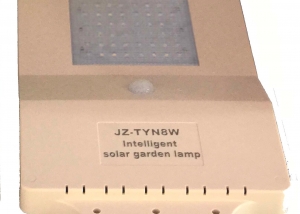 JZ-TYN8W
Intelligent
solar garden lamp